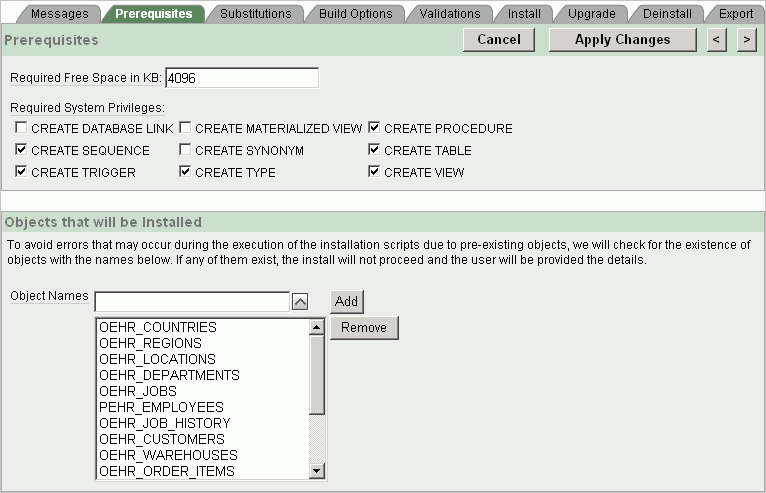 Messages Prerequisites Substitutions Build Options Validations Install Upgrade Deinstall Export
Prerequisites Cancel Apply Changes < >
Required Free Space in KB: 4096
Required System Privileges:
CREATE DATABASE LINK CREATE MATERIALIZED VIEW CREATE PROCEDURE
CREATE SEQUENCE CREATE SYNONYM CREATE TABLE
CREATE TRIGGER CREATE TYPE CREATE VIEW
Objects that will be Installed
To avoid errors that may occur during the execution of the installation scripts due to pre-existing objects, we will check for the existence of
objects with the names below. If any of them exist, the install will not proceed and the user will be provided the details.
Object Names Add
Remove
OEHR_COUNTRIES
OEHR_REGIONS
OEHR_LOCATIONS
OEHR_DEPARTMENTS
OEHR_JOBS
PEHR_EMPLOYEES
OEHR_JOB_HISTORY
OEHR_CUSTOMERS
OEHR_WAREHOUSES
OEHR_ORDER_ITEMS